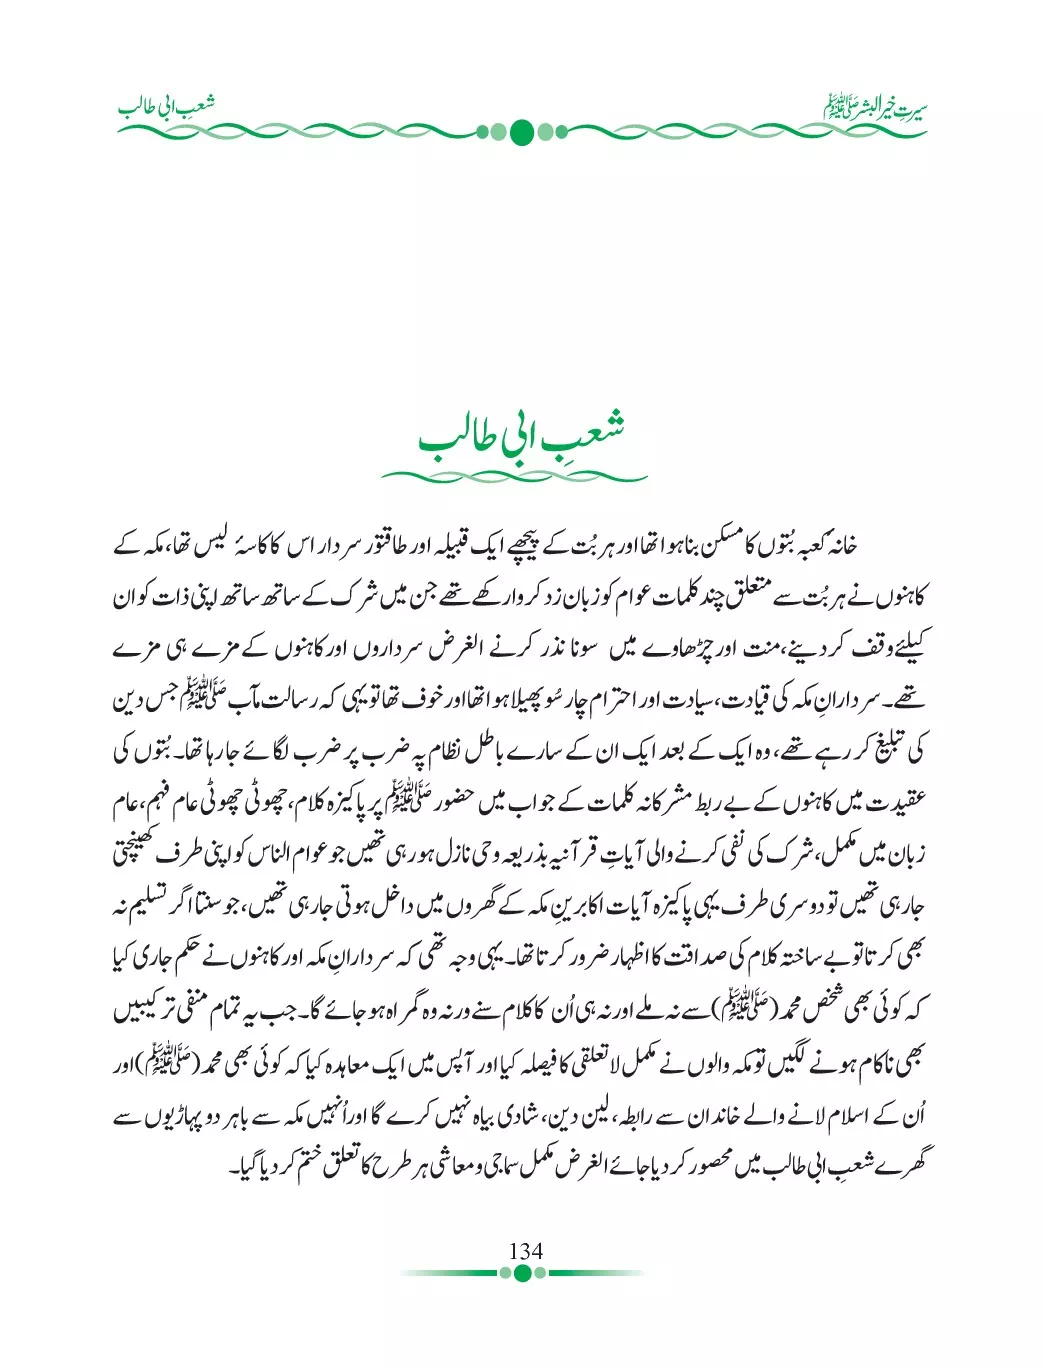 سیرتِ خیرالبشر ﷺ
شعبِ ابی طالب
شعبِ ابی طالب
خانہٴ کعبہ بُتوں کا مسکن بنا ہوا تھا اور ہر بُت کے پیچھے ایک قبیلہ اور طاقتور سردار اس کا کاسۂ لیس تھا، مکہ کے
کاہنوں نے ہر بُت سے متعلق چند کلمات عوام کو زبان زد کروا رکھے تھے جن میں شرک کے ساتھ ساتھ اپنی ذات کو ان
کیلئے وقف کر دینے، منت اور چڑھاوے میں سونا نذر کرنے الغرض سرداروں اور کاہنوں کے مزے ہی مزے
تھے۔ سردارانِ مکہ کی قیادت، سیادت اور احترام چار سُو پھیلا ہوا تھا اور خوف تھا تو یہی کہ رسالت مآب ﷺ جس دین
کی تبلیغ کر رہے تھے، وہ ایک کے بعد ایک ان کے سارے باطل نظام پہ ضرب پر ضرب لگائے جا رہا تھا۔ بُتوں کی
عقیدت میں کاہنوں کے بے ربط مشرکانہ کلمات کے جواب میں حضور ﷺ پر پاکیزہ کلام، چھوٹی چھوٹی عام فہم، عام
زبان میں مکمل، شرک کی نفی کرنے والی آیاتِ قرآنیہ بذریعہ وحی نازل ہو رہی تھیں جو عوام الناس کو اپنی طرف کھینچتی
جا رہی تھیں تو دوسری طرف یہی پاکیزہ آیات اکابرینِ مکہ کے گھروں میں داخل ہوتی جا رہی تھیں، جو سنتا اگر تسلیم نہ
بھی کرتا تو بے ساختہ کلام کی صداقت کا اظہار ضرور کرتا تھا۔ یہی وجہ تھی کہ سردارانِ مکہ اور کاہنوں نے حکم جاری کیا
کہ کوئی بھی شخص محمد (ﷺ) سے نہ ملے اور نہ ہی اُن کا کلام سنے ورنہ وہ گمراہ ہو جائے گا۔ جب یہ تمام منفی ترکیبیں
بھی ناکام ہونے لگیں تو مکہ والوں نے مکمل لاتعلقی کا فیصلہ کیا اور آپس میں ایک معاہدہ کیا کہ کوئی بھی محمد (ﷺ) اور
اُن کے اسلام لانے والے خاندان سے رابطہ، لین دین، شادی بیاہ نہیں کرے گا اور اُنہیں مکہ سے باہر دو پہاڑیوں سے
گھرے شعبِ ابی طالب میں محصور کر دیا جائے الغرض مکمل سماجی و معاشی ہر طرح کا تعلق ختم کر دیا گیا۔
134